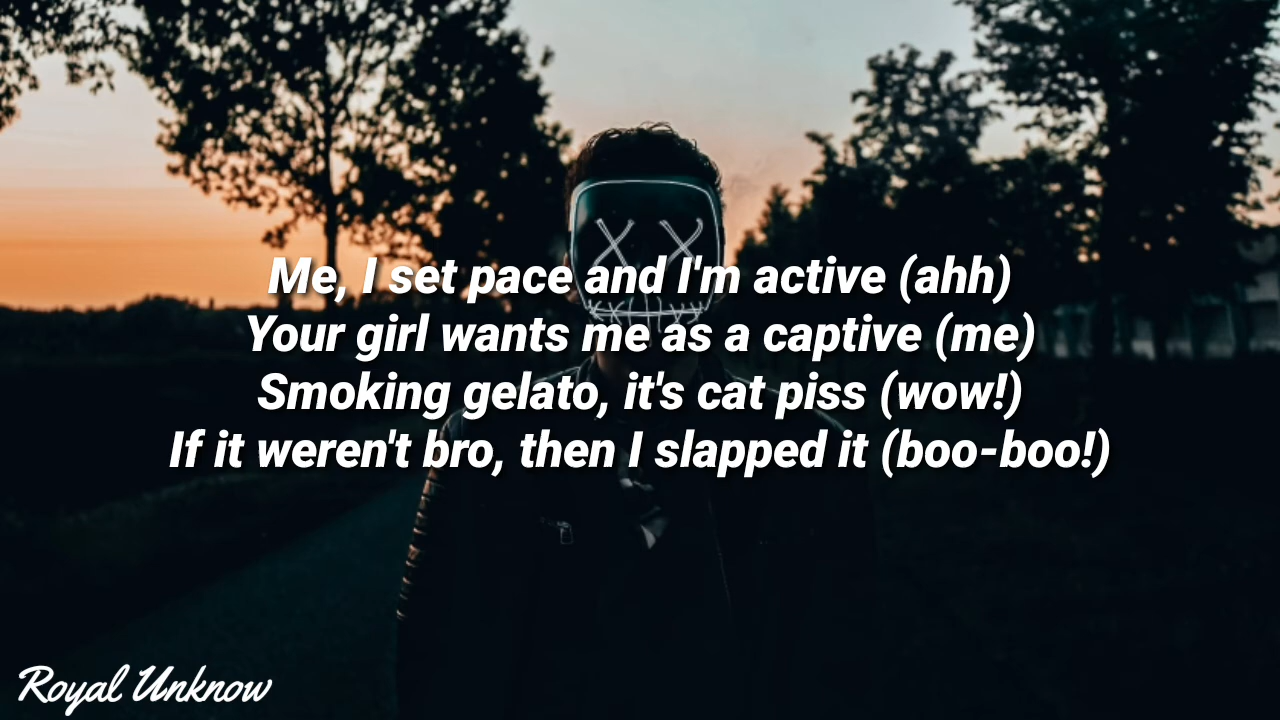 Me, I set pace and I'm active (ahh)
Your girl wants me as a captive (me)
Smoking gelato, it's cat piss (wow!)
If it weren't bro, then I slapped it (boo-boo!)
Royal Unknow